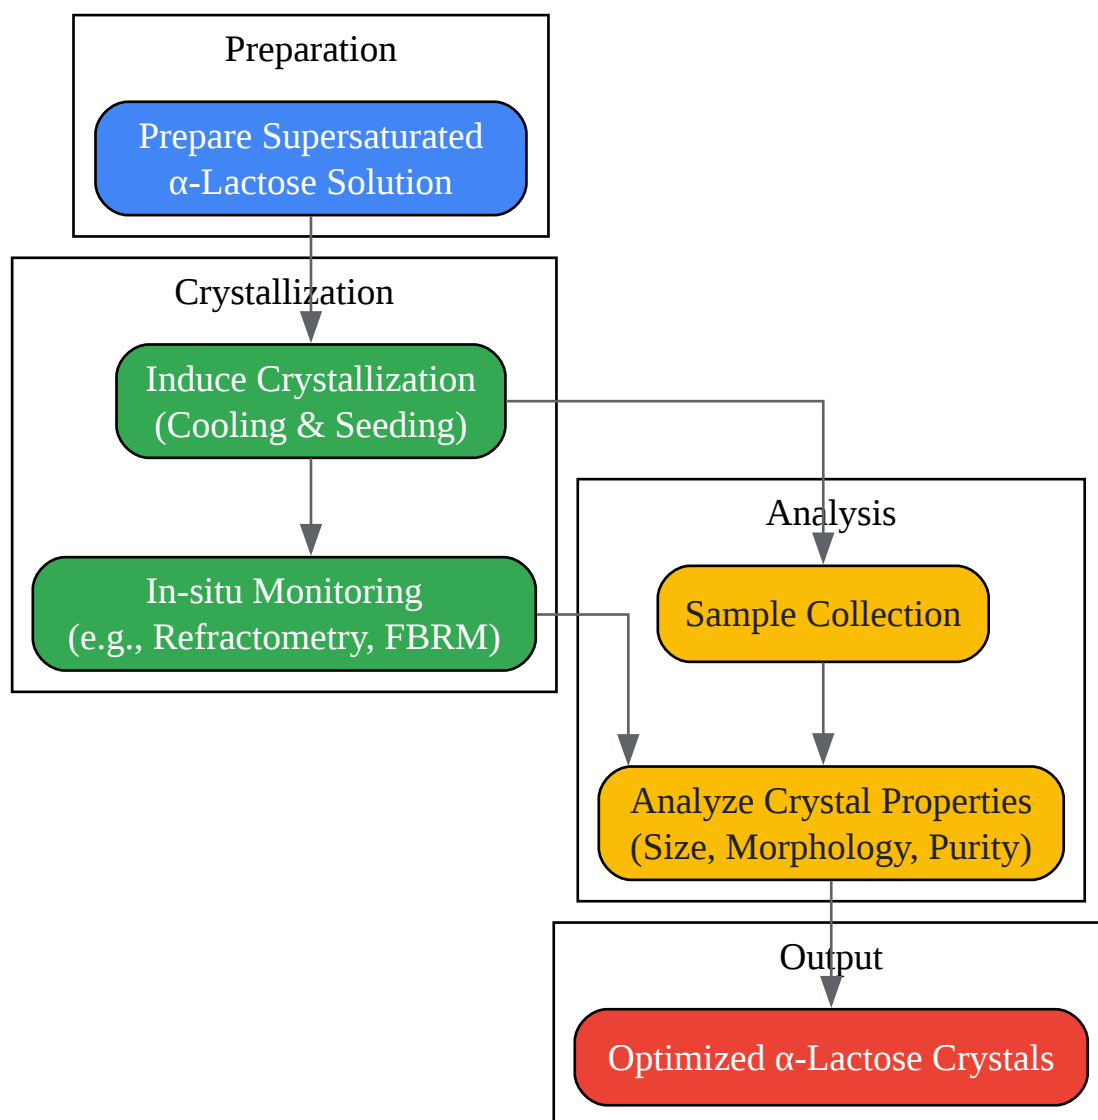 Preparation
Prepare Supersaturated
α-Lactose Solution
Crystallization
Induce Crystallization
(Cooling & Seeding)
In-situ Monitoring
(e.g., Refractometry, FBRM)
Analysis
Sample Collection
Analyze Crystal Properties
(Size, Morphology, Purity)
Output
Optimized α-Lactose Crystals